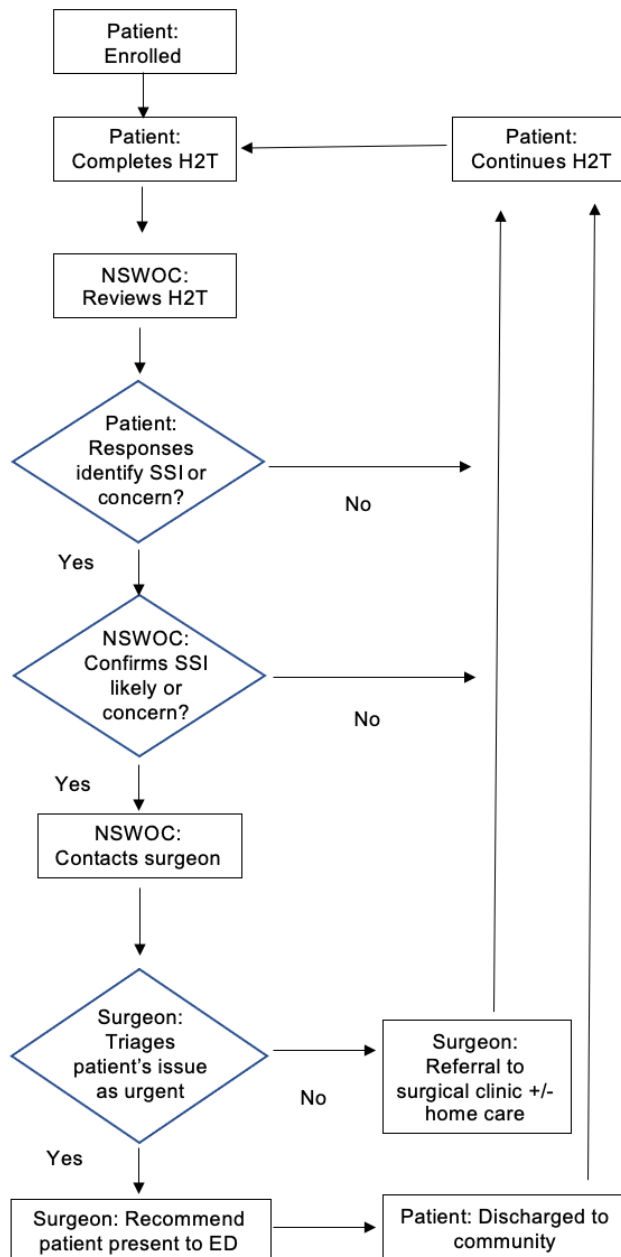 Patient:
Enrolled
Patient:
Completes H2T
Patient:
Continues H2T
NSWOC:
Reviews H2T
Patient:
Responses
identify SSI or
concern?
No
Yes
NSWOC:
Confirms SSI
likely or
concern?
No
Yes
NSWOC:
Contacts surgeon
Surgeon:
Triages
patient’s issue
as urgent
No
Surgeon:
Referral to
surgical clinic +/-
home care
Yes
Surgeon: Recommend
patient present to ED
Patient: Discharged to
community